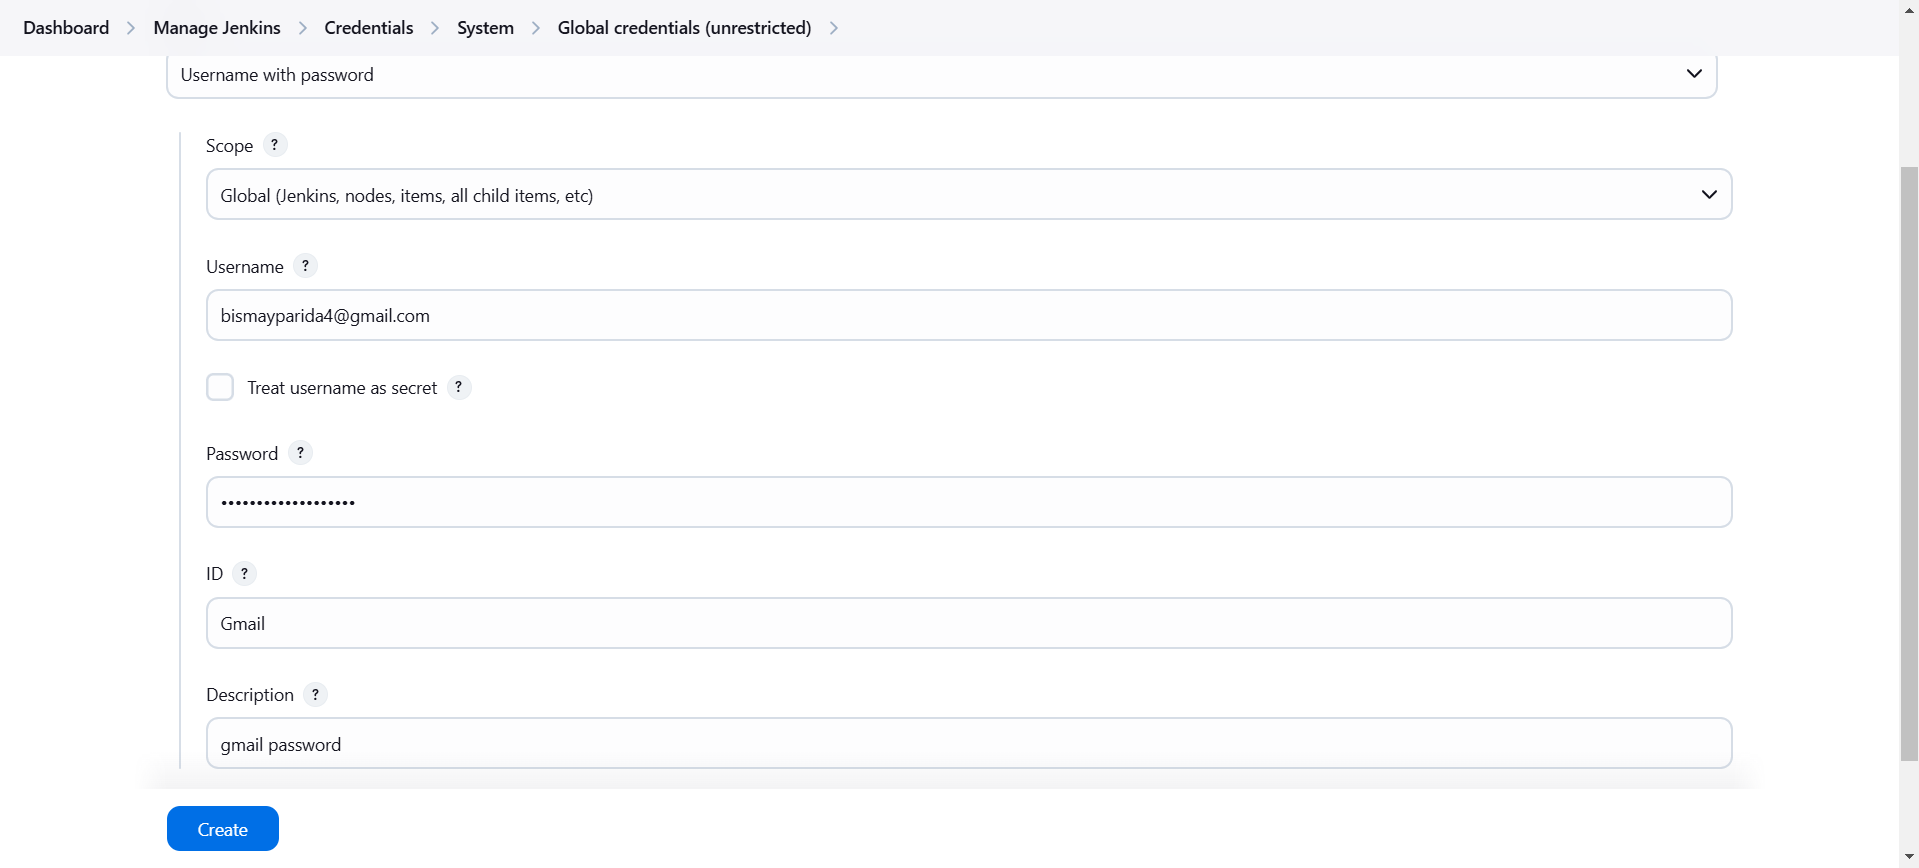 Dashboard > Manage Jenkins > Credentials > System > Global credentials (unrestricted) >
Username with password
Scope ?
Global (Jenkins, nodes, items, all child items, etc)
Username ?
bismayparida4@gmail.com
Treat username as secret ?
Password ?
•••••••••••••••••••
ID ?
Gmail
Description ?
gmail password
Create